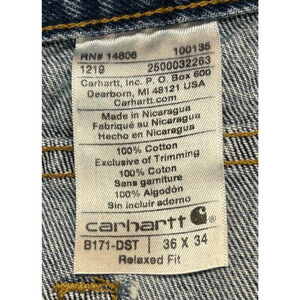 RN# 14806 100135
1219 2500032263
Carhartt, Inc. P.O. Box 600
Dearborn, MI 48121 USA
Carhartt.com
Made in Nicaragua
Fabriqué au Nicaragua
Hecho en Nicaragua
100% Cotton
Exclusive of Trimming
100% Coton
Sans garniture
100% Algodón
Sin incluir adornos
carhartt
B171-DST 36 X 34
Relaxed Fit